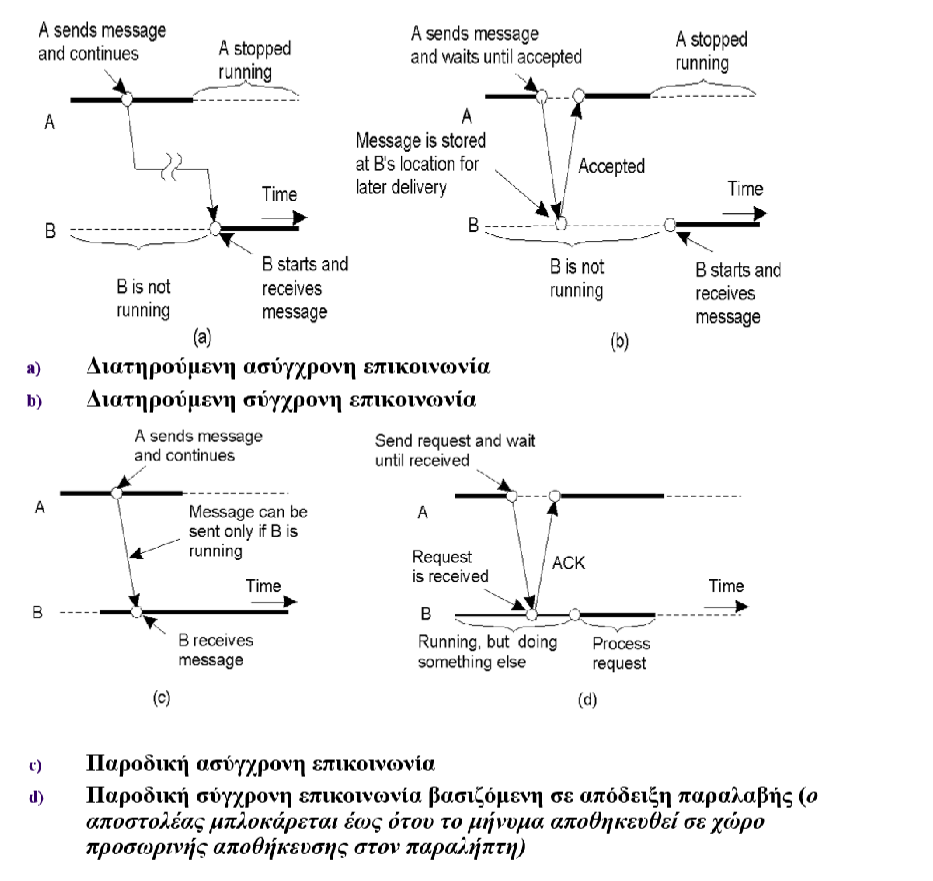 A sends message
and continues
A stopped
running
A
Time
B
B is not
running
B starts and
receives
message
(a)
A sends message
and waits until accepted
A stopped
running
A
Message is stored
at B's location for
later delivery
Accepted
Time
B
B is not
running
B starts and
receives
message
(b)
a) Διατηρούμενη ασύγχρονη επικοινωνία
b) Διατηρούμενη σύγχρονη επικοινωνία
A sends message
and continues
A
Message can be
sent only if B is
running
Time
B
B receives
message
(c)
Send request and wait
until received
A
Request
is received
ACK
Time
B
Running, but doing
something else
Process
request
(d)
c) Παροδική ασύγχρονη επικοινωνία
d) Παροδική σύγχρονη επικοινωνία βασιζόμενη σε απόδειξη παραλαβής (ο
αποστολέας μπλοκάρεται έως ότου το μήνυμα αποθηκευθεί σε χώρο
προσωρινής αποθήκευσης στον παραλήπτη)